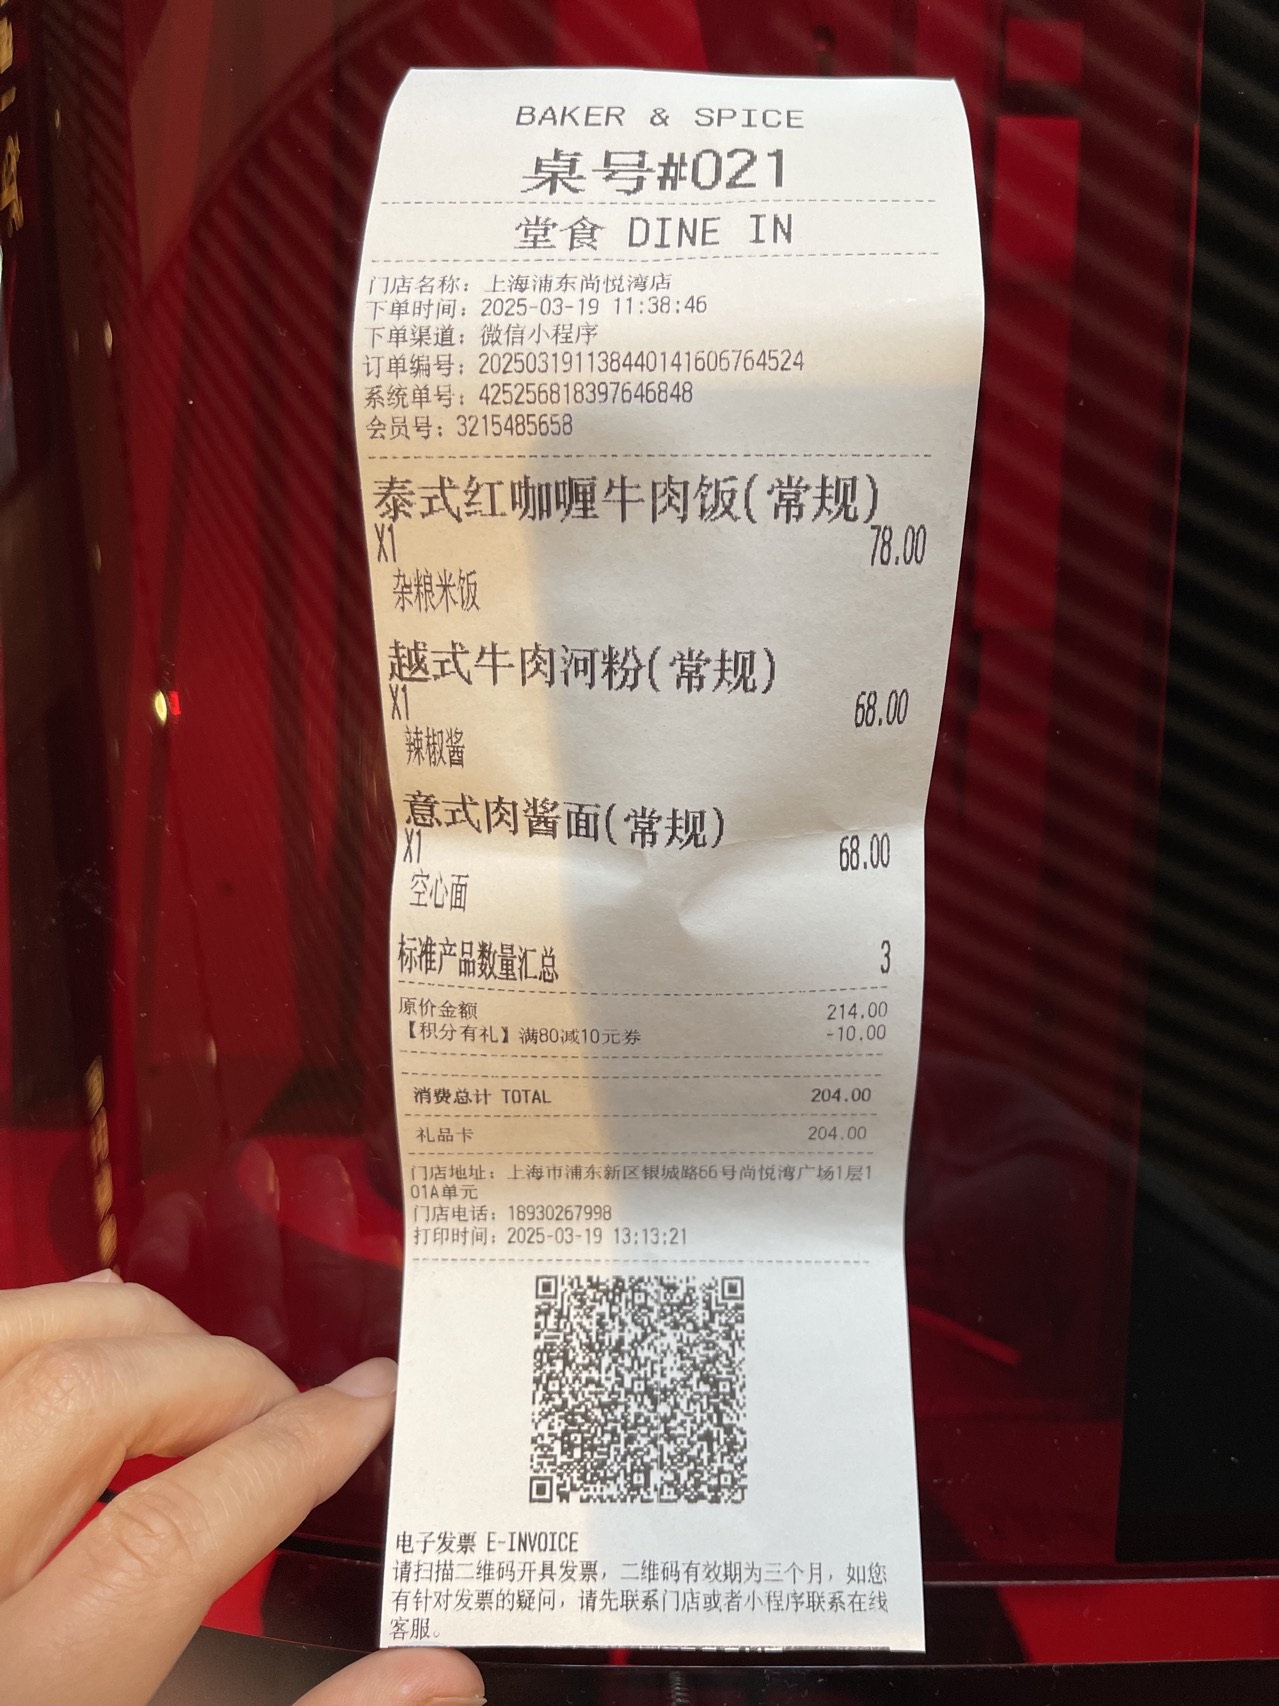 BAKER & SPICE
桌号#021
堂食 DINE IN
门店名称：上海浦东尚悦湾店
下单时间：2025-03-19 11:38:46
下单渠道：微信小程序
订单编号：202503191138440141606764524
系统单号：425256818397646848
会员号：3215485658
泰式红咖喱牛肉饭(常规)
X1 78.00
杂粮米饭
越式牛肉河粉(常规)
X1 68.00
辣椒酱
意式肉酱面(常规)
X1 68.00
空心面
标准产品数量汇总 3
原价金额 214.00
【积分有礼】满80减10元券 -10.00
消费总计 TOTAL 204.00
礼品卡 204.00
门店地址：上海市浦东新区银城路66号尚悦湾广场1层1
01A单元
门店电话：18930267998
打印时间：2025-03-19 13:13:21
电子发票 E-INVOICE
请扫描二维码开具发票，二维码有效期为三个月，如您
有针对发票的疑问，请先联系门店或者小程序联系在线
客服。